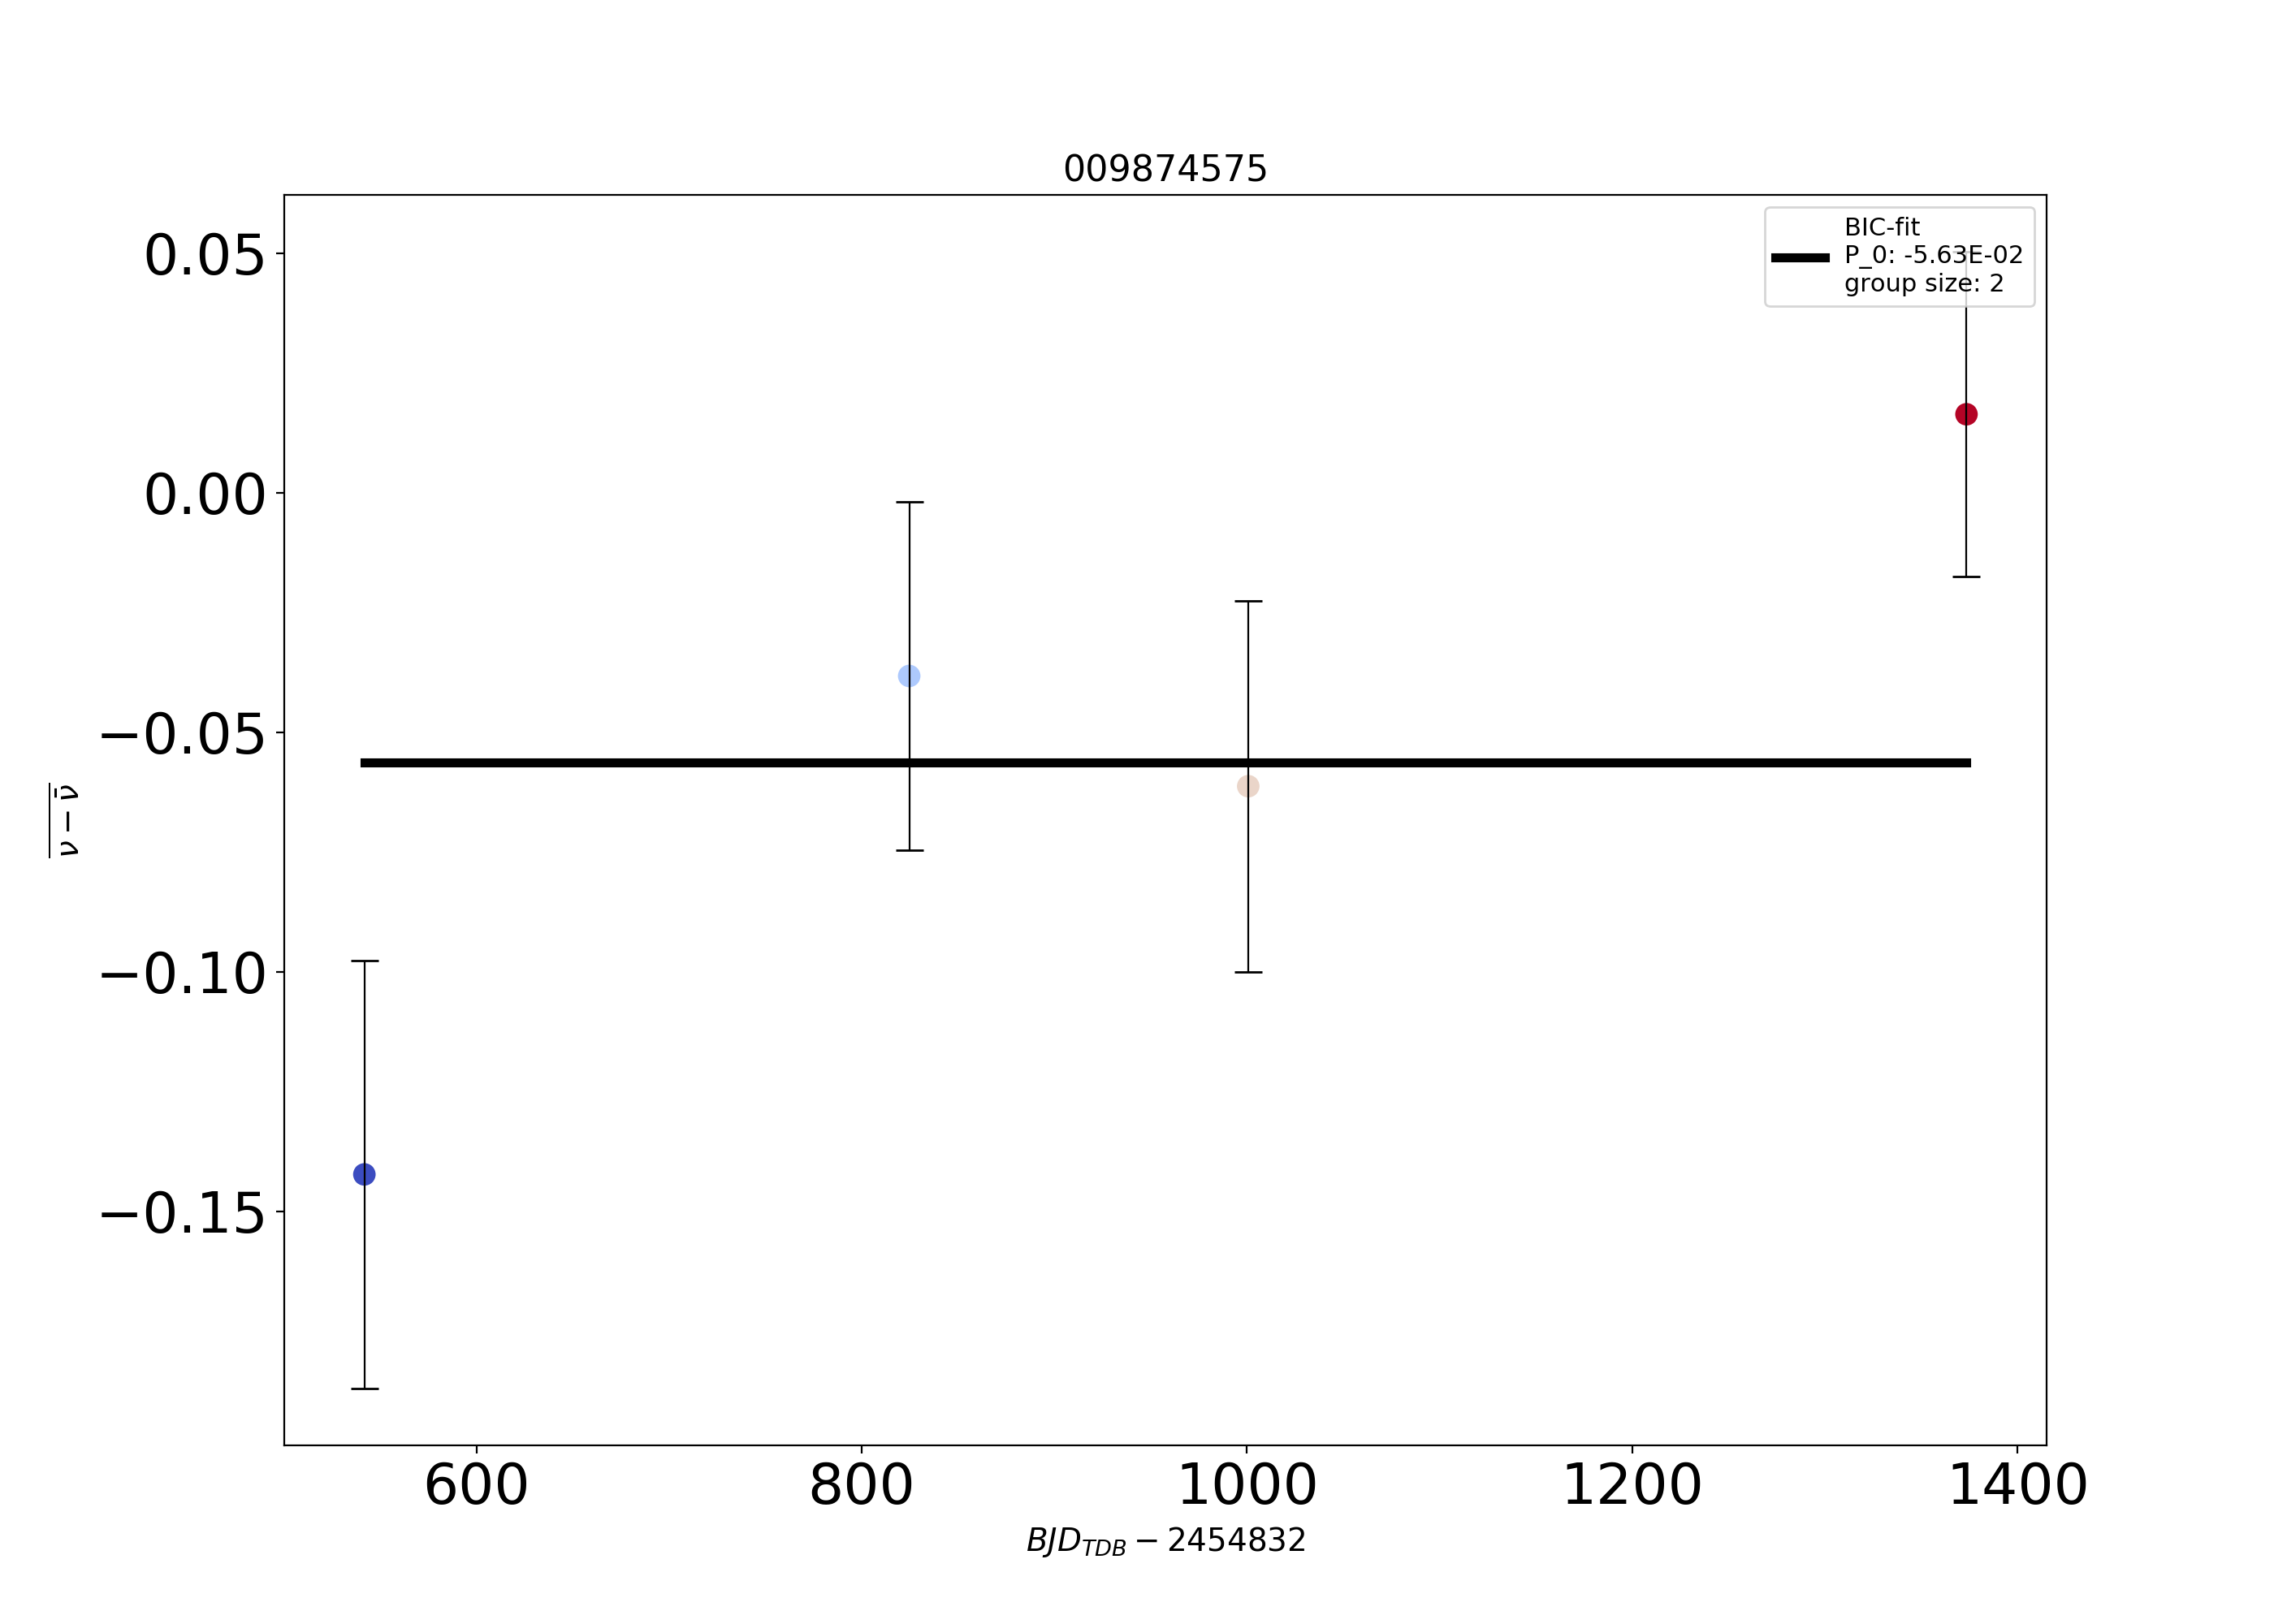 009874575
BIC-fit
P_0: -5.63E-02
group size: 2
0.05
0.00
−0.05
−0.10
−0.15
ν − ν̄
600 800 1000 1200 1400
BJD_TDB − 2454832